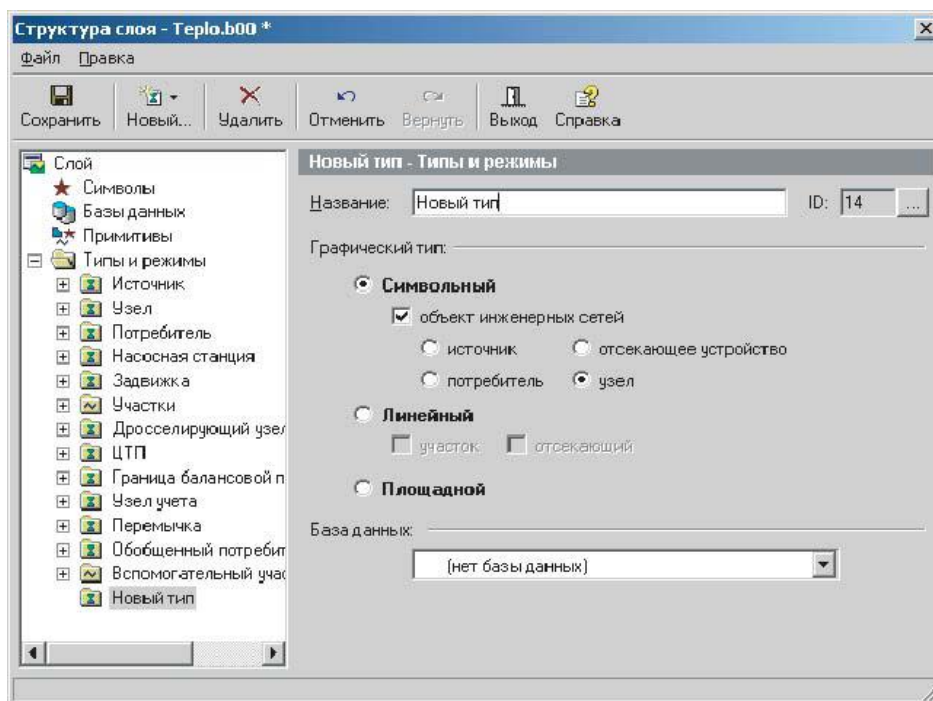 Структура слоя - Teplo.b00 *
Файл Правка
Сохранить Новый... Удалить Отменить Вернуть Выход Справка
Слой
Символы
Базы данных
Примитивы
Типы и режимы
Источник
Узел
Потребитель
Насосная станция
Задвижка
Участки
Дросселирующий узел
ЦТП
Граница балансовой п
Узел учета
Перемычка
Обобщенный потребит
Вспомогательный учас
Новый тип
Новый тип - Типы и режимы
Название: Новый тип ID: 14 ...
Графический тип:
Символьный
объект инженерных сетей
источник отсекающее устройство
потребитель узел
Линейный
участок отсекающий
Площадной
База данных:
(нет базы данных)